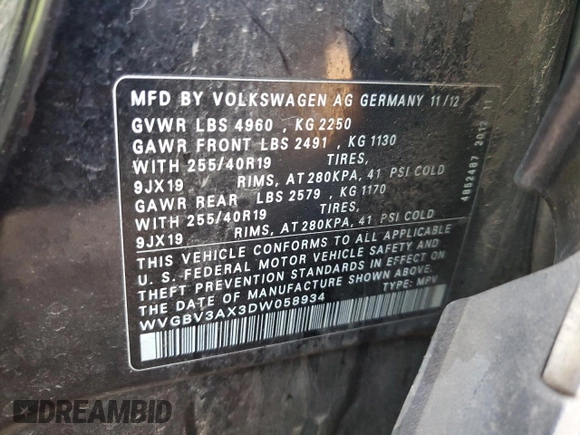 MFD BY VOLKSWAGEN AG GERMANY 11/12
GVWR LBS 4960 , KG 2250
GAWR FRONT LBS 2491 , KG 1130
WITH 255/40R19 TIRES,
9JX19 RIMS, AT 280KPA, 41 PSI COLD
GAWR REAR LBS 2579 , KG 1170
WITH 255/40R19 TIRES,
9JX19 RIMS, AT 280KPA, 41 PSI COLD
THIS VEHICLE CONFORMS TO ALL APPLICABLE
U. S. FEDERAL MOTOR VEHICLE SAFETY AND
THEFT PREVENTION STANDARDS IN EFFECT ON
THE DATE OF MANUFACTURE SHOWN ABOVE.
WVGBV3AX3DW058934 TYPE: MPV
4852487 2012 11
DREAMBID